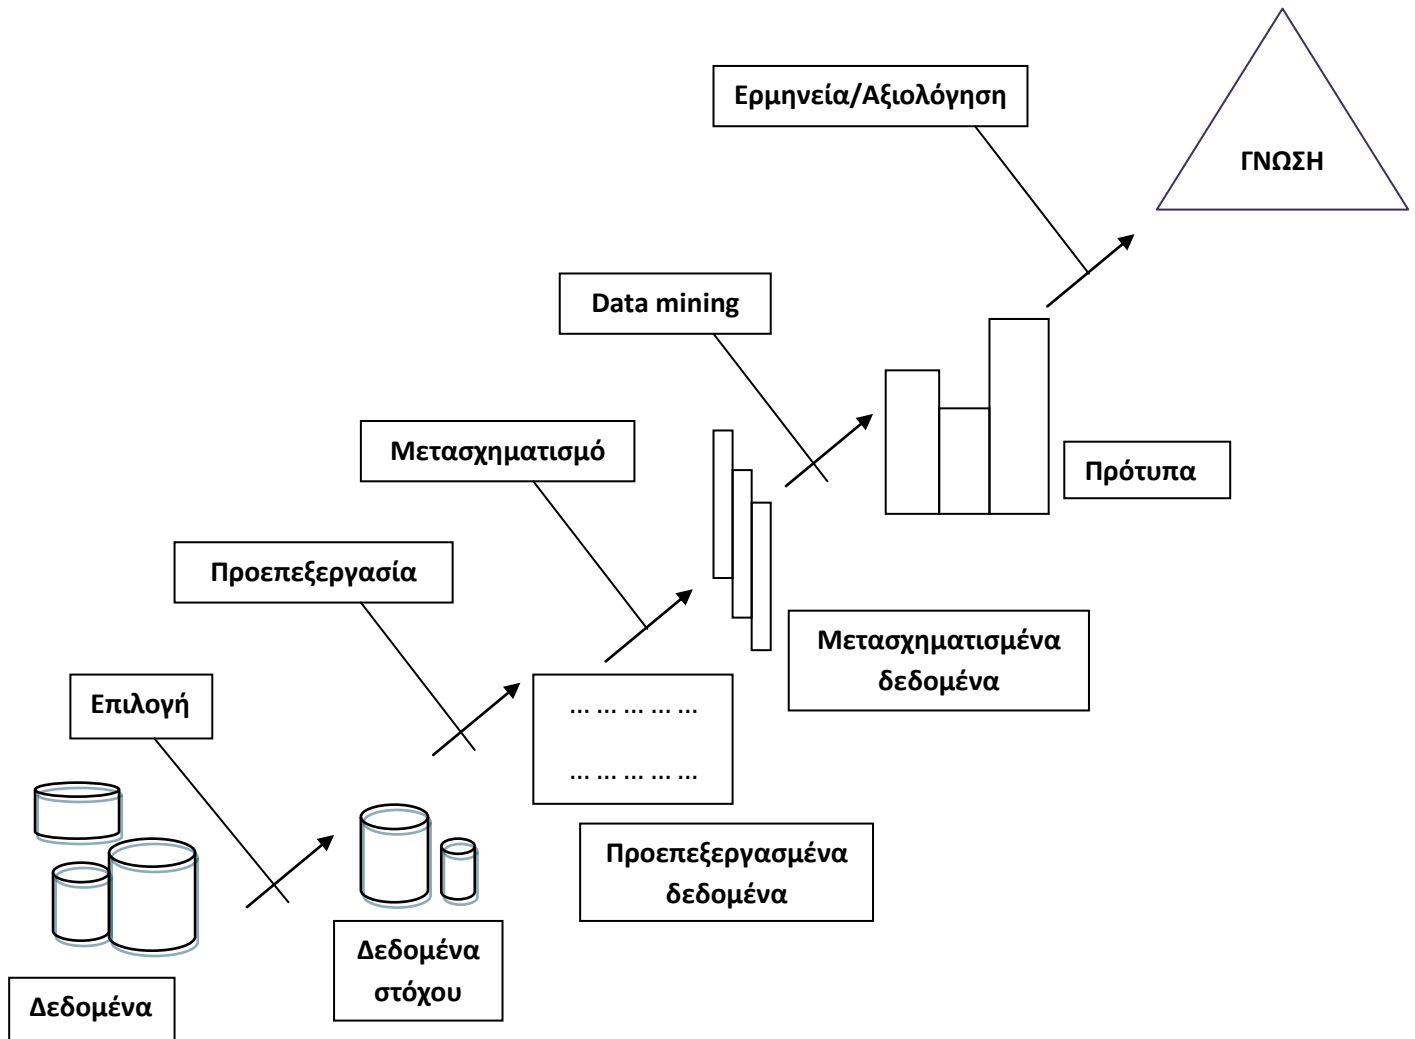 Ερμηνεία/Αξιολόγηση
ΓΝΩΣΗ
Data mining
Μετασχηματισμό
Πρότυπα
Προεπεξεργασία
Μετασχηματισμένα
δεδομένα
Επιλογή
... ... ... ... ...
... ... ... ... ...
Προεπεξεργασμένα
δεδομένα
Δεδομένα
στόχου
Δεδομένα